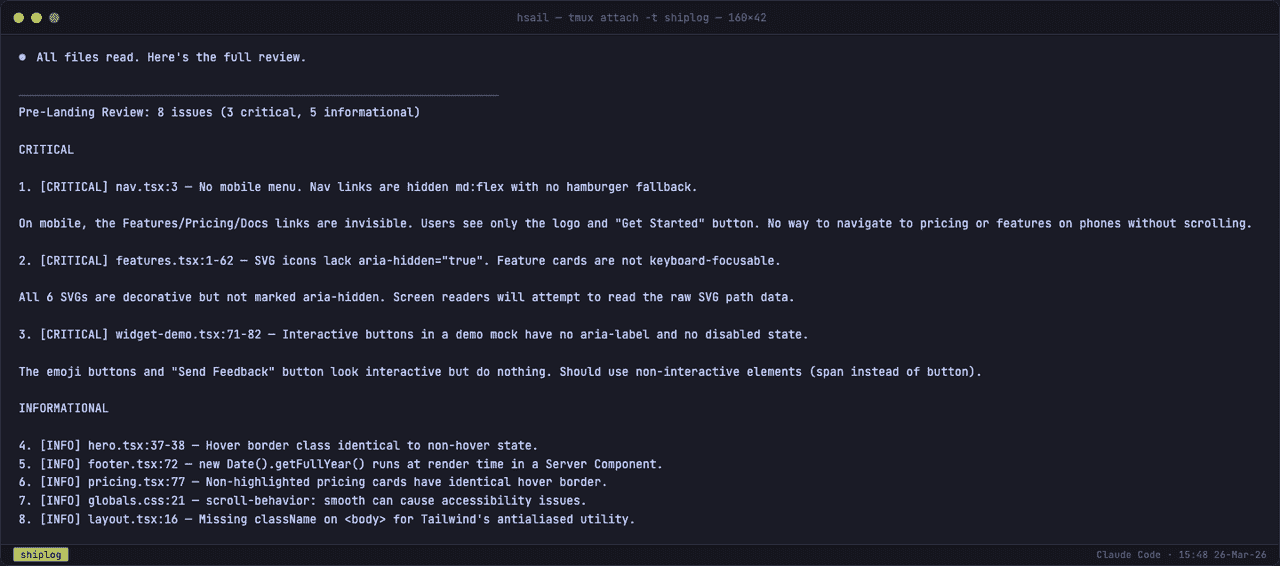 hsail — tmux attach -t shiplog — 160×42
● All files read. Here's the full review.
Pre-Landing Review: 8 issues (3 critical, 5 informational)
CRITICAL
1. [CRITICAL] nav.tsx:3 — No mobile menu. Nav links are hidden md:flex with no hamburger fallback.
On mobile, the Features/Pricing/Docs links are invisible. Users see only the logo and "Get Started" button. No way to navigate to pricing or features on phones without scrolling.
2. [CRITICAL] features.tsx:1-62 — SVG icons lack aria-hidden="true". Feature cards are not keyboard-focusable.
All 6 SVGs are decorative but not marked aria-hidden. Screen readers will attempt to read the raw SVG path data.
3. [CRITICAL] widget-demo.tsx:71-82 — Interactive buttons in a demo mock have no aria-label and no disabled state.
The emoji buttons and "Send Feedback" button look interactive but do nothing. Should use non-interactive elements (span instead of button).
INFORMATIONAL
4. [INFO] hero.tsx:37-38 — Hover border class identical to non-hover state.
5. [INFO] footer.tsx:72 — new Date().getFullYear() runs at render time in a Server Component.
6. [INFO] pricing.tsx:77 — Non-highlighted pricing cards have identical hover border.
7. [INFO] globals.css:21 — scroll-behavior: smooth can cause accessibility issues.
8. [INFO] layout.tsx:16 — Missing className on <body> for Tailwind's antialiased utility.
shiplog
Claude Code · 15:48 26-Mar-26